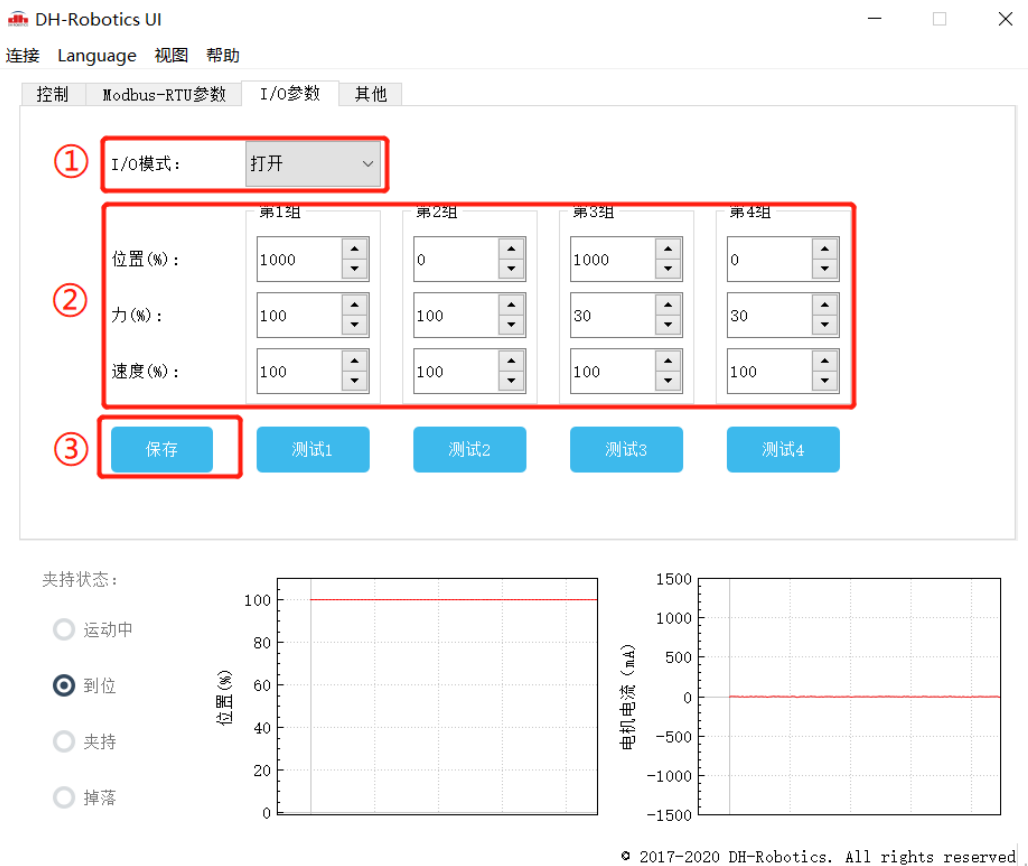 DH-Robotics UI
连接 Language 视图 帮助
控制 Modbus-RTU参数 I/O参数 其他
① I/O模式: 打开
第1组 第2组 第3组 第4组
位置(%): 1000 0 1000 0
② 力(%): 100 100 30 30
速度(%): 100 100 100 100
③ 保存 测试1 测试2 测试3 测试4
夹持状态:
运动中
到位
夹持
掉落
位置(%)
100
80
60
40
20
0
电机电流(mA)
1500
1000
500
0
-500
-1000
-1500
© 2017-2020 DH-Robotics. All rights reserved